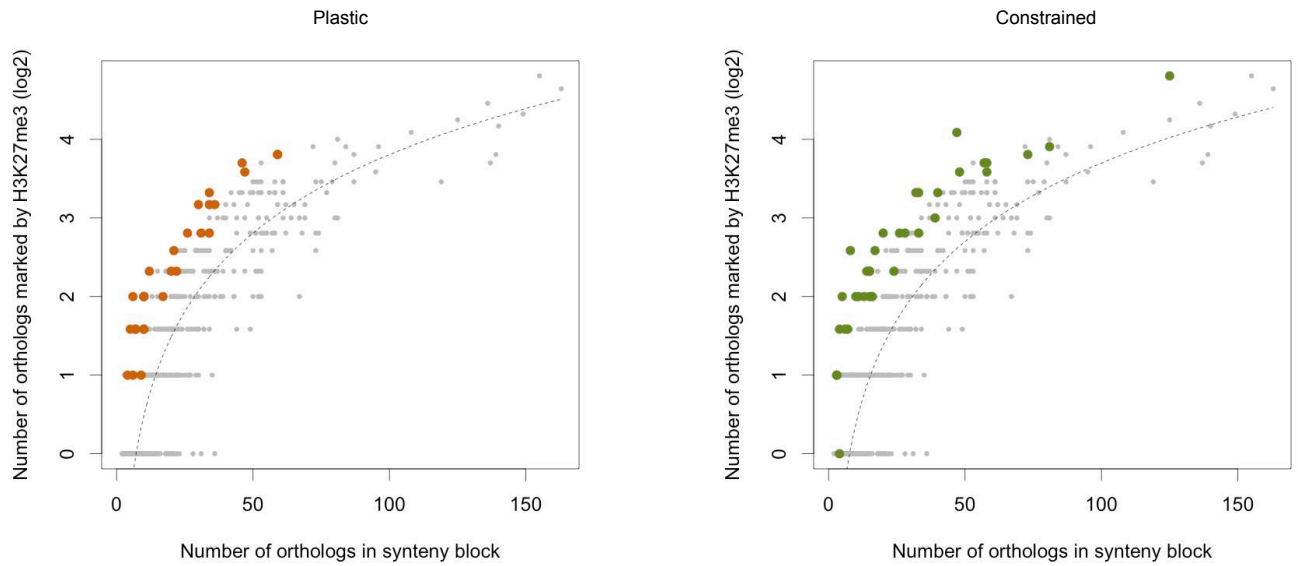 Plastic
Number of orthologs marked by H3K27me3 (log2)
4
3
2
1
0
0 50 100 150
Number of orthologs in synteny block
Constrained
Number of orthologs marked by H3K27me3 (log2)
4
3
2
1
0
0 50 100 150
Number of orthologs in synteny block